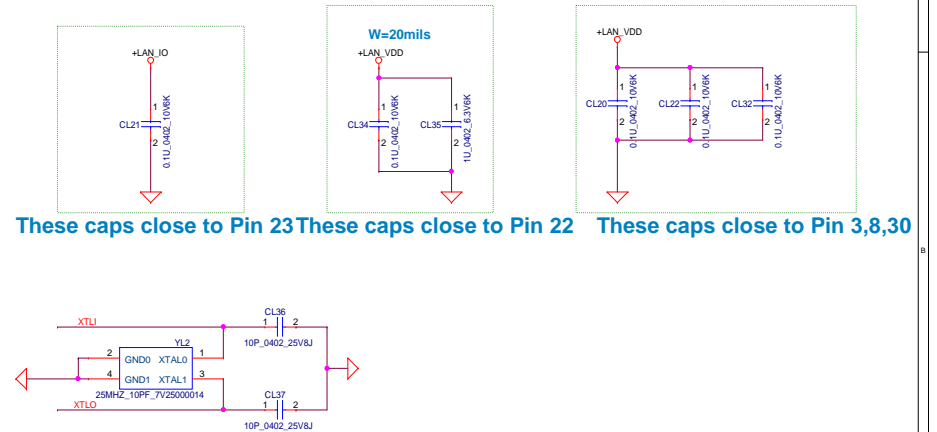 +LAN_IO
1
CL21
2
0.1U_0402_10V6K
These caps close to Pin 23
W=20mils
+LAN_VDD
1
CL34
2
0.1U_0402_10V6K
1
CL35
2
1U_0402_6.3V6K
These caps close to Pin 22
+LAN_VDD
1
CL20
2
0.1U_0402_10V6K
1
CL22
2
0.1U_0402_10V6K
1
CL32
2
0.1U_0402_10V6K
These caps close to Pin 3,8,30
B
XTLI
YL2
2 GND0 XTAL0 1
4 GND1 XTAL1 3
25MHZ_10PF_7V25000014
XTLO
CL36
1 2
10P_0402_25V8J
CL37
1 2
10P_0402_25V8J